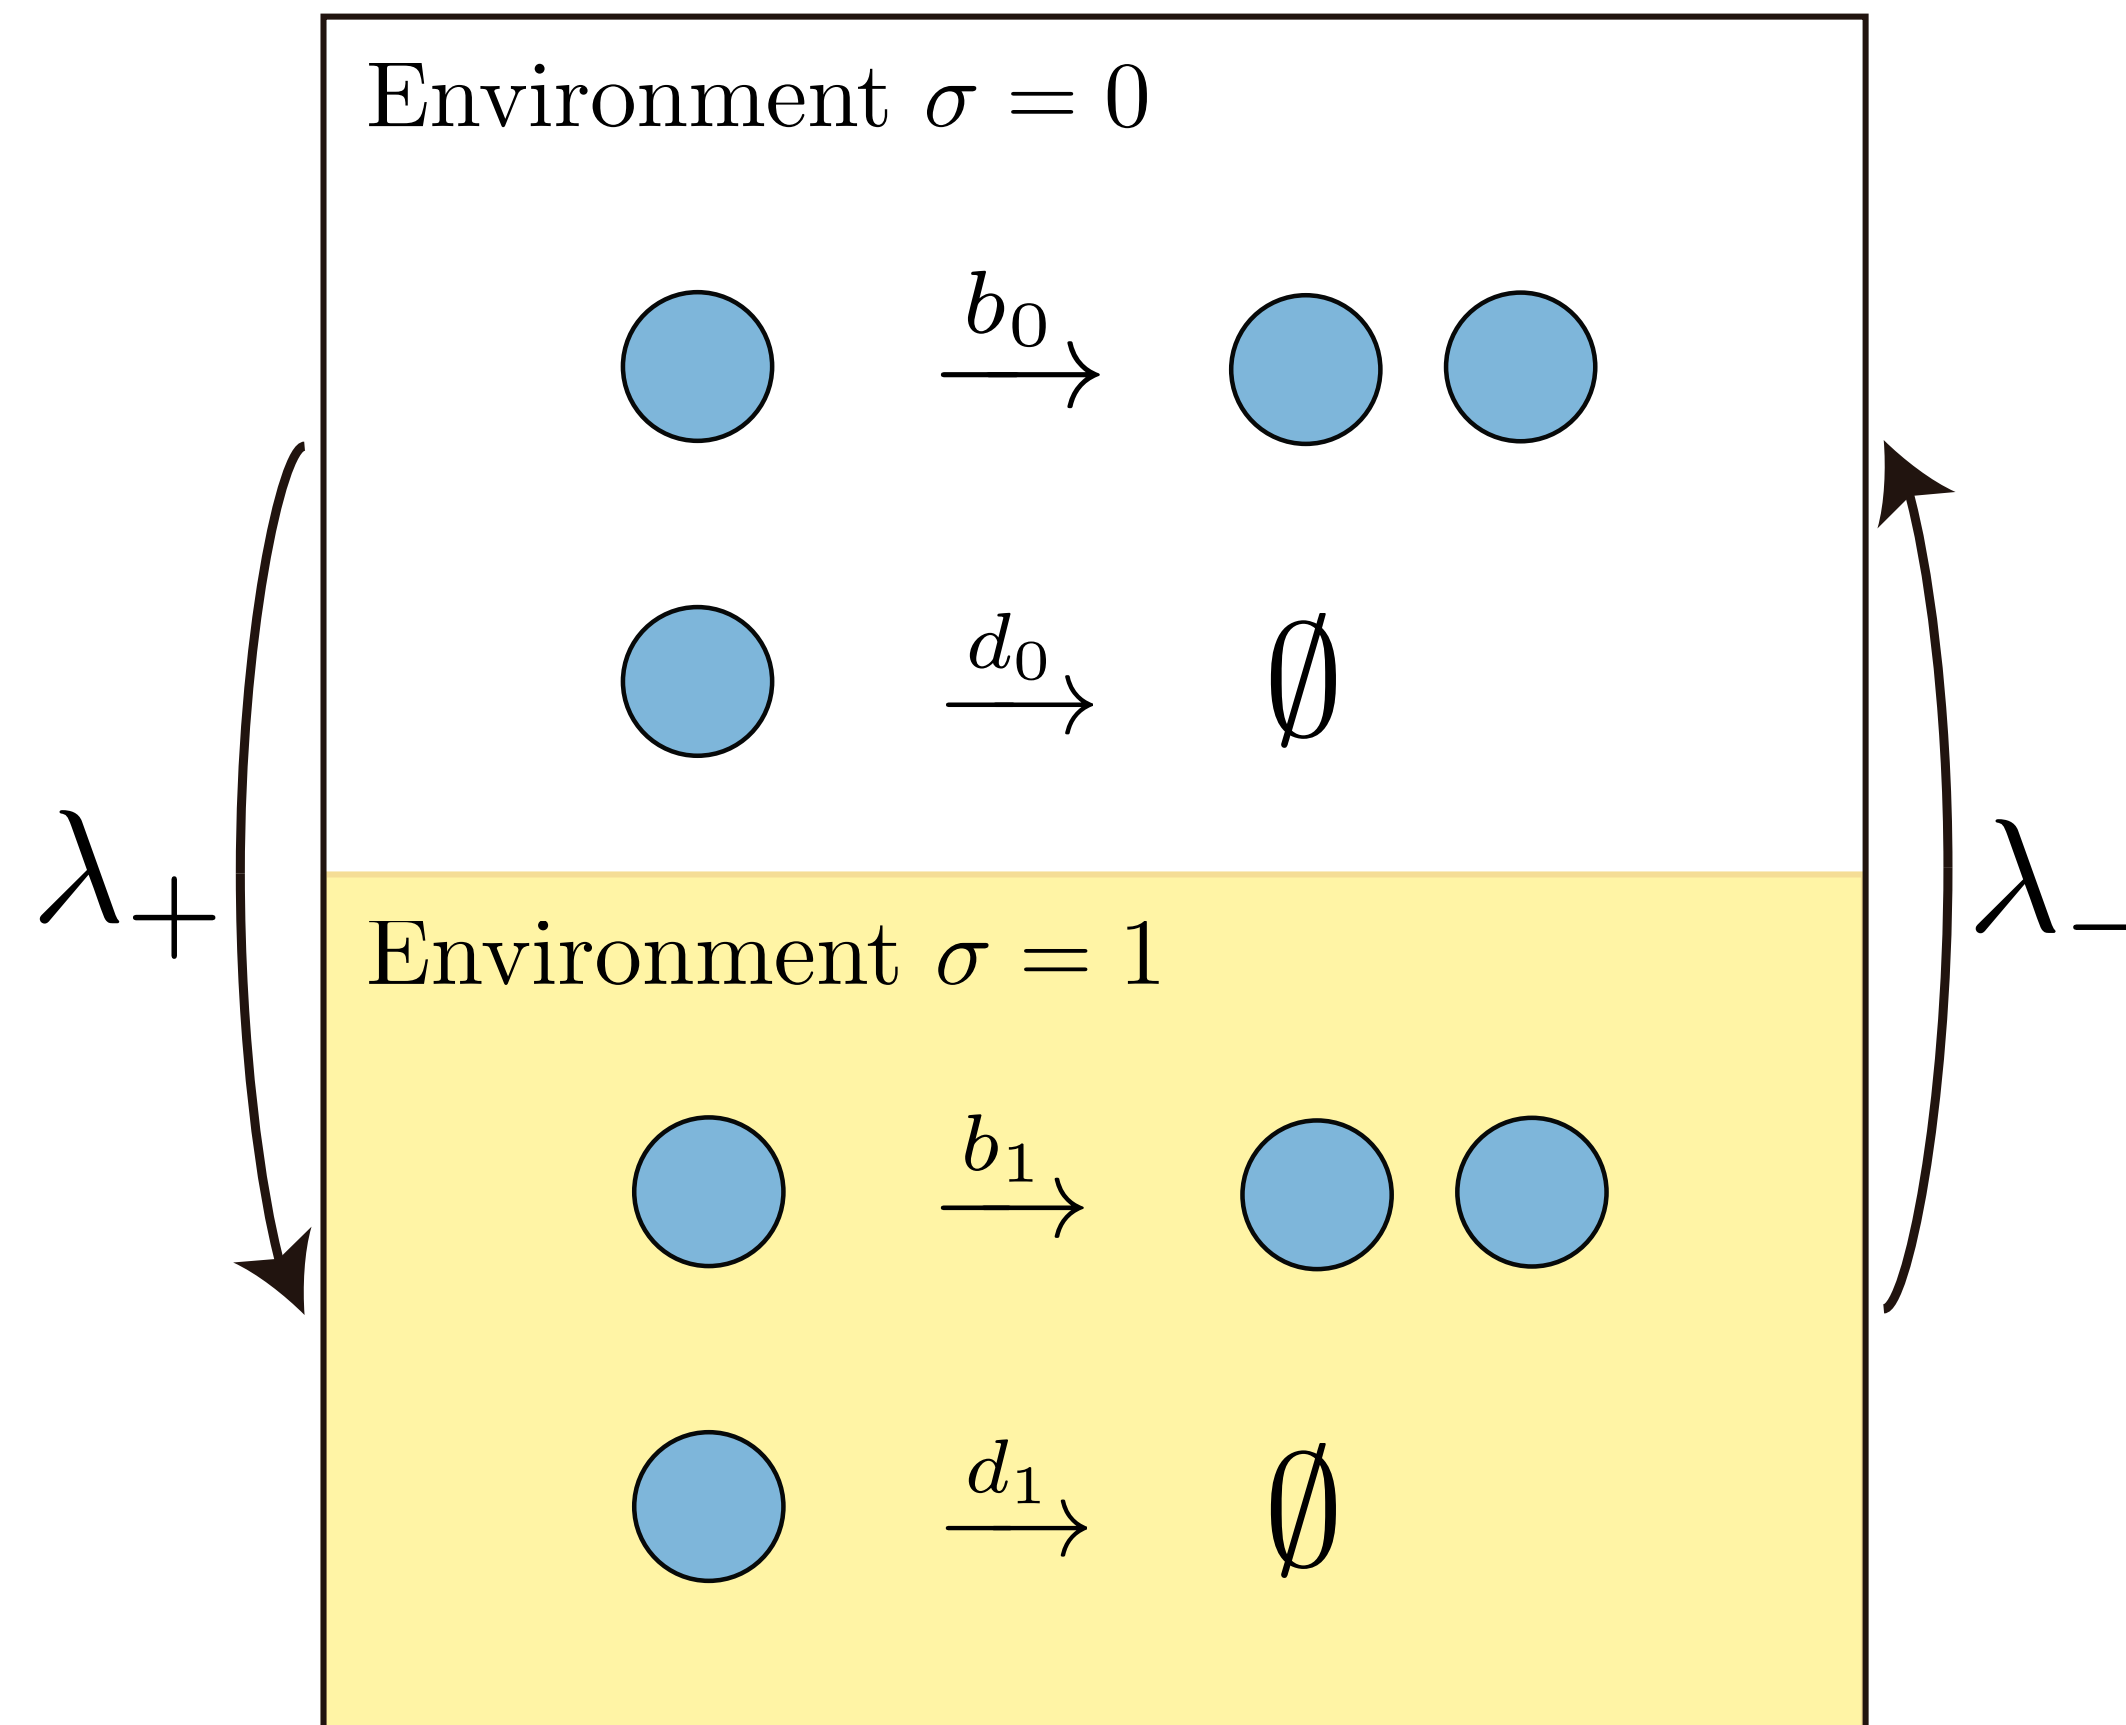 Environment σ = 0
b₀
d₀
∅
λ₊
λ₋
Environment σ = 1
b₁
d₁
∅